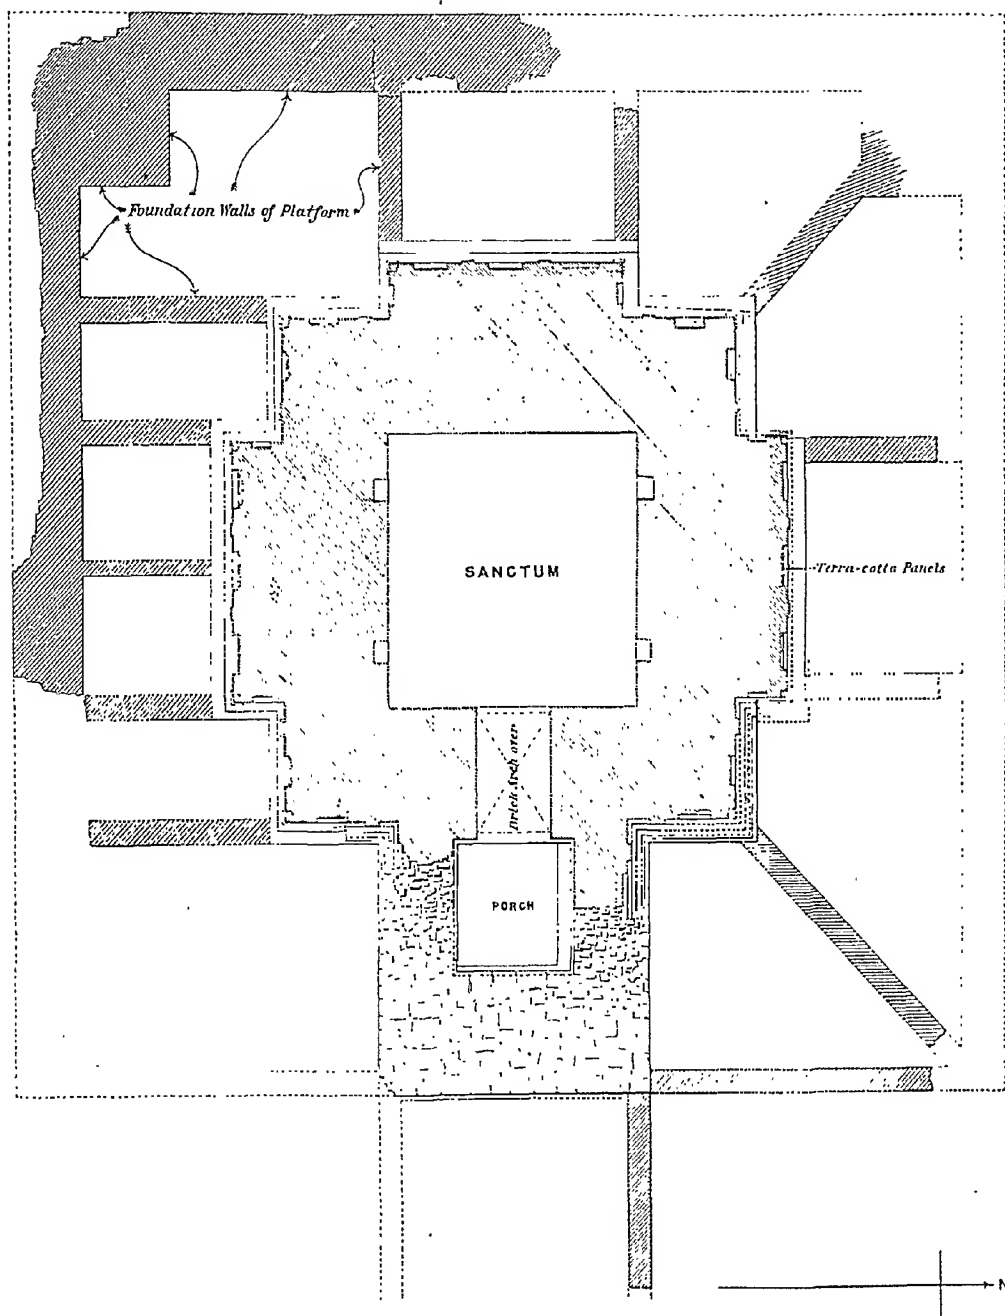 Foundation Walls of Platform
SANCTUM
Terra-cotta Panels
Brick Arch over
PORCH
N